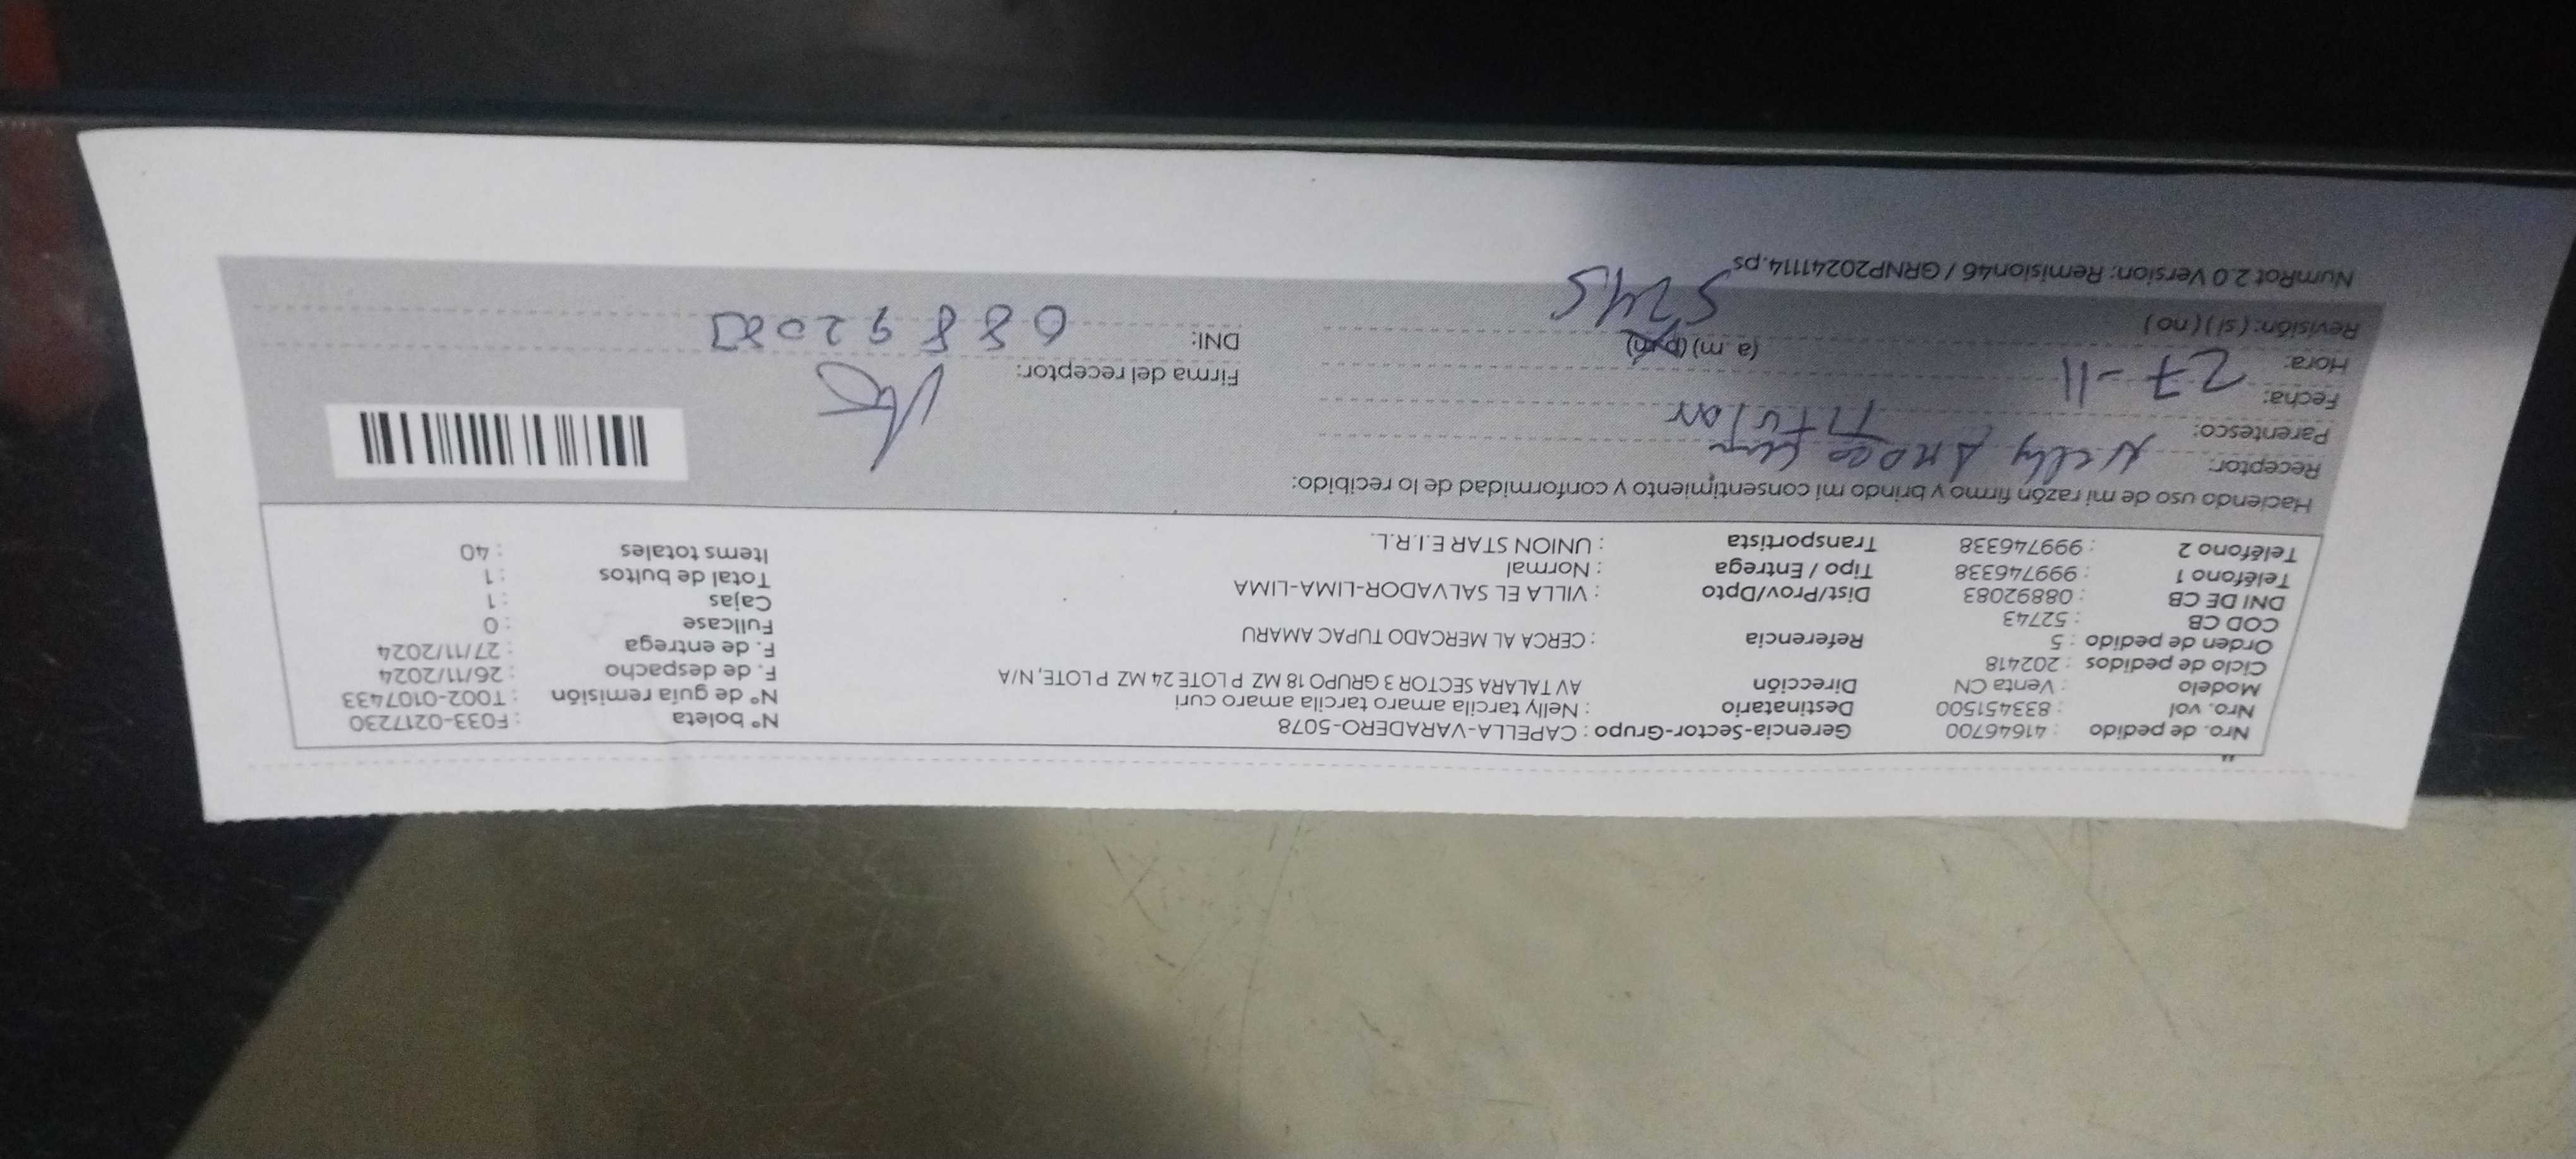 Nro. de pedido : 41646700 Gerencia-Sector-Grupo : CAPELLA-VARADERO-5078 N° boleta : F033-0217230
Nro. vol : 833451500 Destinatario : Nelly tarcila amaro tarcila amaro curi N° de guía remisión : T002-0107433
Modelo : Venta CN Dirección AV TALARA SECTOR 3 GRUPO 18 MZ P LOTE 24 MZ P LOTE, N/A F. de despacho : 26/11/2024
Ciclo de pedidos : 202418 F. de entrega : 27/11/2024
Orden de pedido : 5 Referencia : CERCA AL MERCADO TUPAC AMARU Fullcase : 0
COD CB : 52743 Cajas : 1
DNI DE CB : 08892083 Dist/Prov/Dpto : VILLA EL SALVADOR-LIMA-LIMA Total de bultos : 1
Teléfono 1 : 999746338 Tipo / Entrega : Normal Items totales : 40
Teléfono 2 : 999746338 Transportista : UNION STAR E.I.R.L.
Haciendo uso de mi razón firmo y brindo mi consentimiento y conformidad de lo recibido:
Receptor: Nelly
Parentesco: Titular
Fecha: 27-11 Firma del receptor:
Hora: (a. m) (p. m) DNI: 08892083
Revisión: ( si ) ( no ) 5245
NumRot 2.0 Version: Remision46 / GRNP20241114.ps